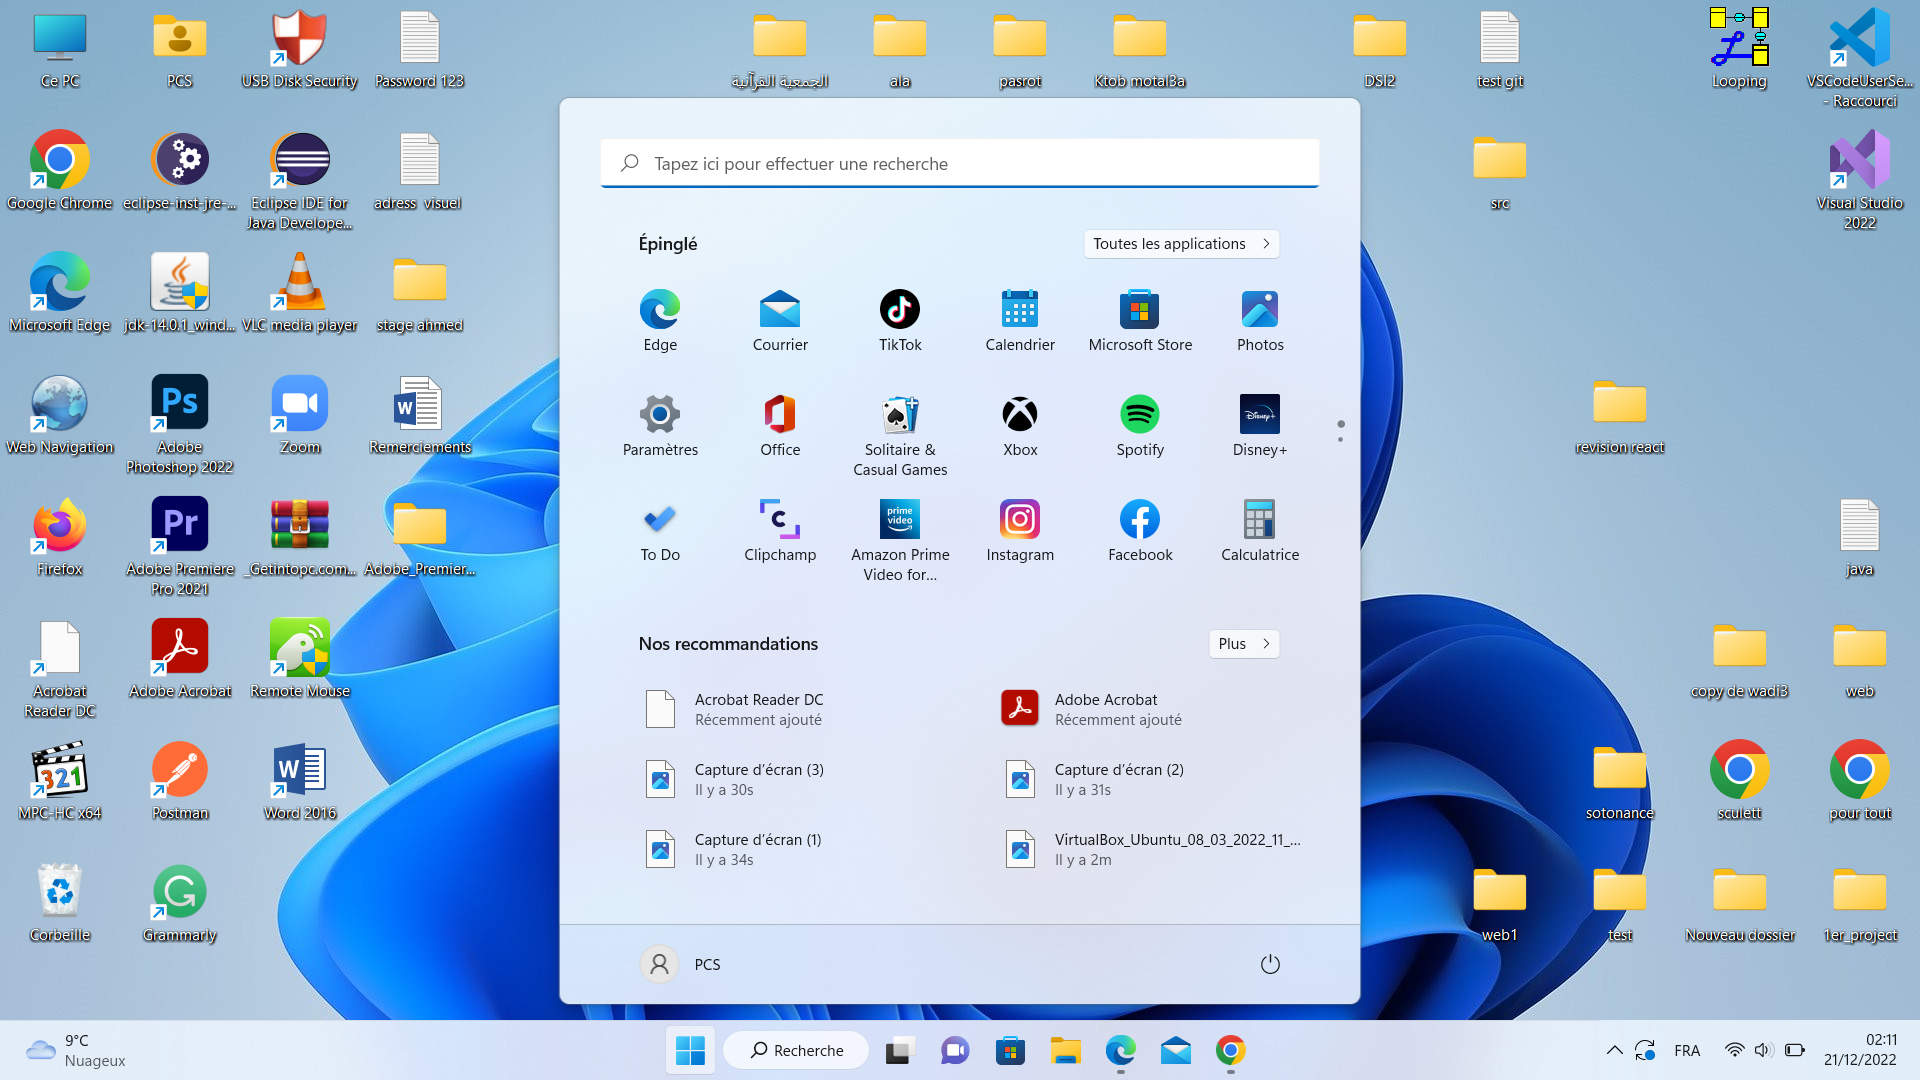 Ce PC
PCS
USB Disk Security
Password 123
الجمعية القرآنية
ala
pasrot
Ktob motal3a
DSI2
test git
Looping
VSCodeUserSe...
- Raccourci
Google Chrome
eclipse-inst-jre-...
Eclipse IDE for
Java Develope...
adress visuel
src
Visual Studio
2022
Microsoft Edge
jdk-14.0.1_wind...
VLC media player
stage ahmed
Web Navigation
Adobe
Photoshop 2022
Zoom
Remerciements
revision react
Firefox
Adobe Premiere
Pro 2021
_Getintopc.com...
Adobe_Premier...
java
Acrobat
Reader DC
Adobe Acrobat
Remote Mouse
copy de wadi3
web
MPC-HC x64
Postman
Word 2016
sotonance
sculett
pour tout
Corbeille
Grammarly
web1
test
Nouveau dossier
1er_project
Tapez ici pour effectuer une recherche
Épinglé
Toutes les applications
Edge
Courrier
TikTok
Calendrier
Microsoft Store
Photos
Paramètres
Office
Solitaire &
Casual Games
Xbox
Spotify
Disney+
Disney+
To Do
Clipchamp
prime
video
Amazon Prime
Video for...
Instagram
Facebook
Calculatrice
Nos recommandations
Plus
Acrobat Reader DC
Récemment ajouté
Adobe Acrobat
Récemment ajouté
Capture d'écran (3)
Il y a 30s
Capture d'écran (2)
Il y a 31s
Capture d'écran (1)
Il y a 34s
VirtualBox_Ubuntu_08_03_2022_11_...
Il y a 2m
PCS
9°C
Nuageux
Recherche
FRA
02:11
21/12/2022
Ps
Pr
W
321
W